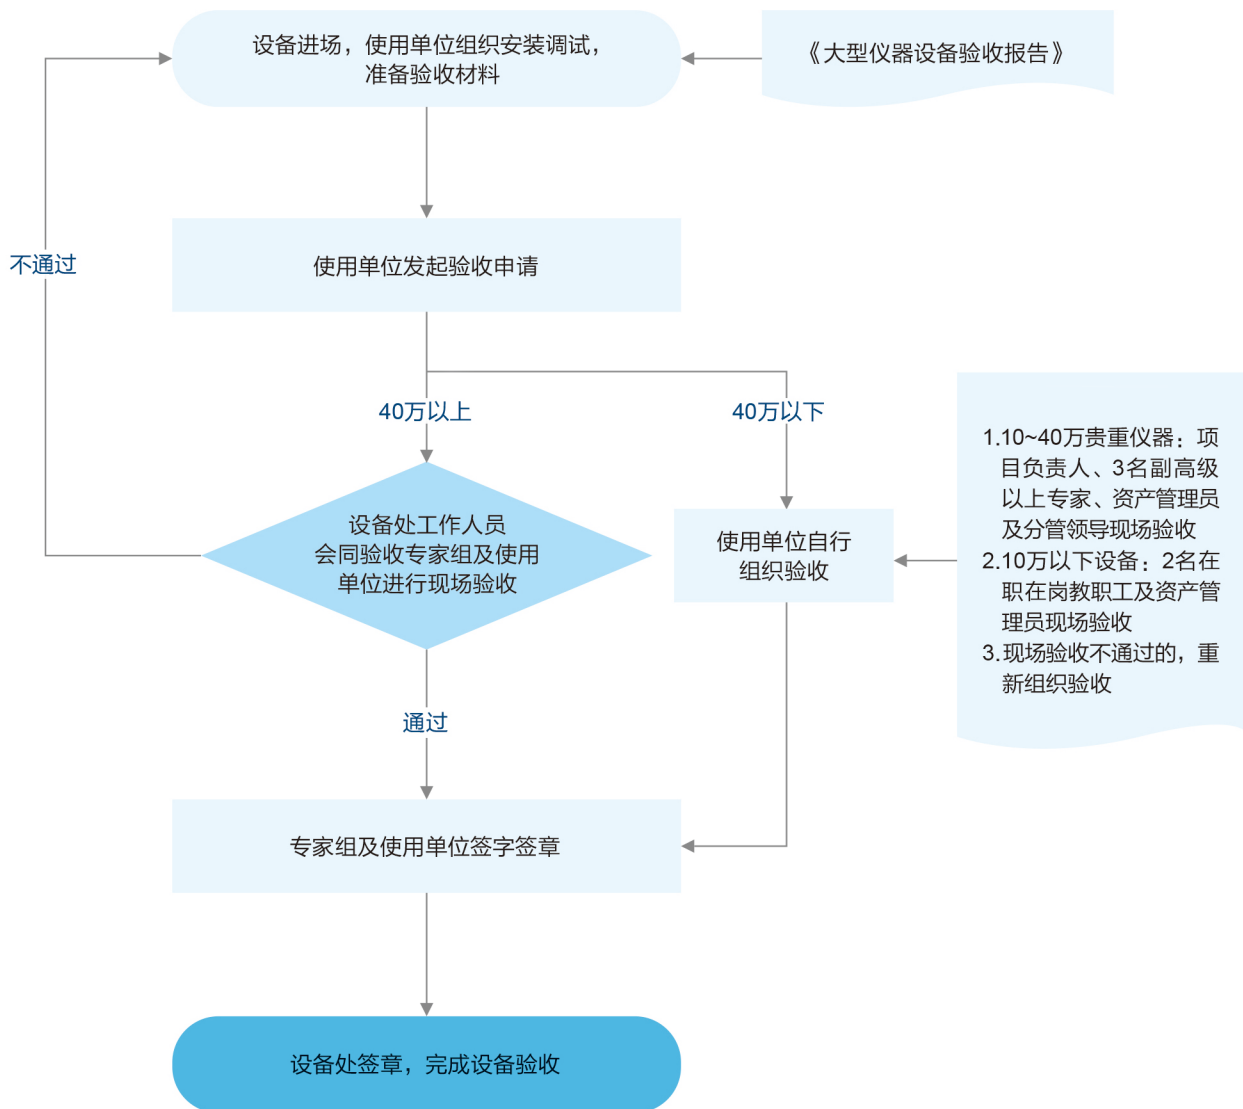 设备进场，使用单位组织安装调试，
准备验收材料
《大型仪器设备验收报告》
不通过
使用单位发起验收申请
40万以上
40万以下
设备处工作人员
会同验收专家组及使用
单位进行现场验收
使用单位自行
组织验收
1.10~40万贵重仪器：项
目负责人、3名副高级
以上专家、资产管理员
及分管领导现场验收
2.10万以下设备：2名在
职在岗教职工及资产管
理员现场验收
3.现场验收不通过的，重
新组织验收
通过
专家组及使用单位签字签章
设备处签章，完成设备验收